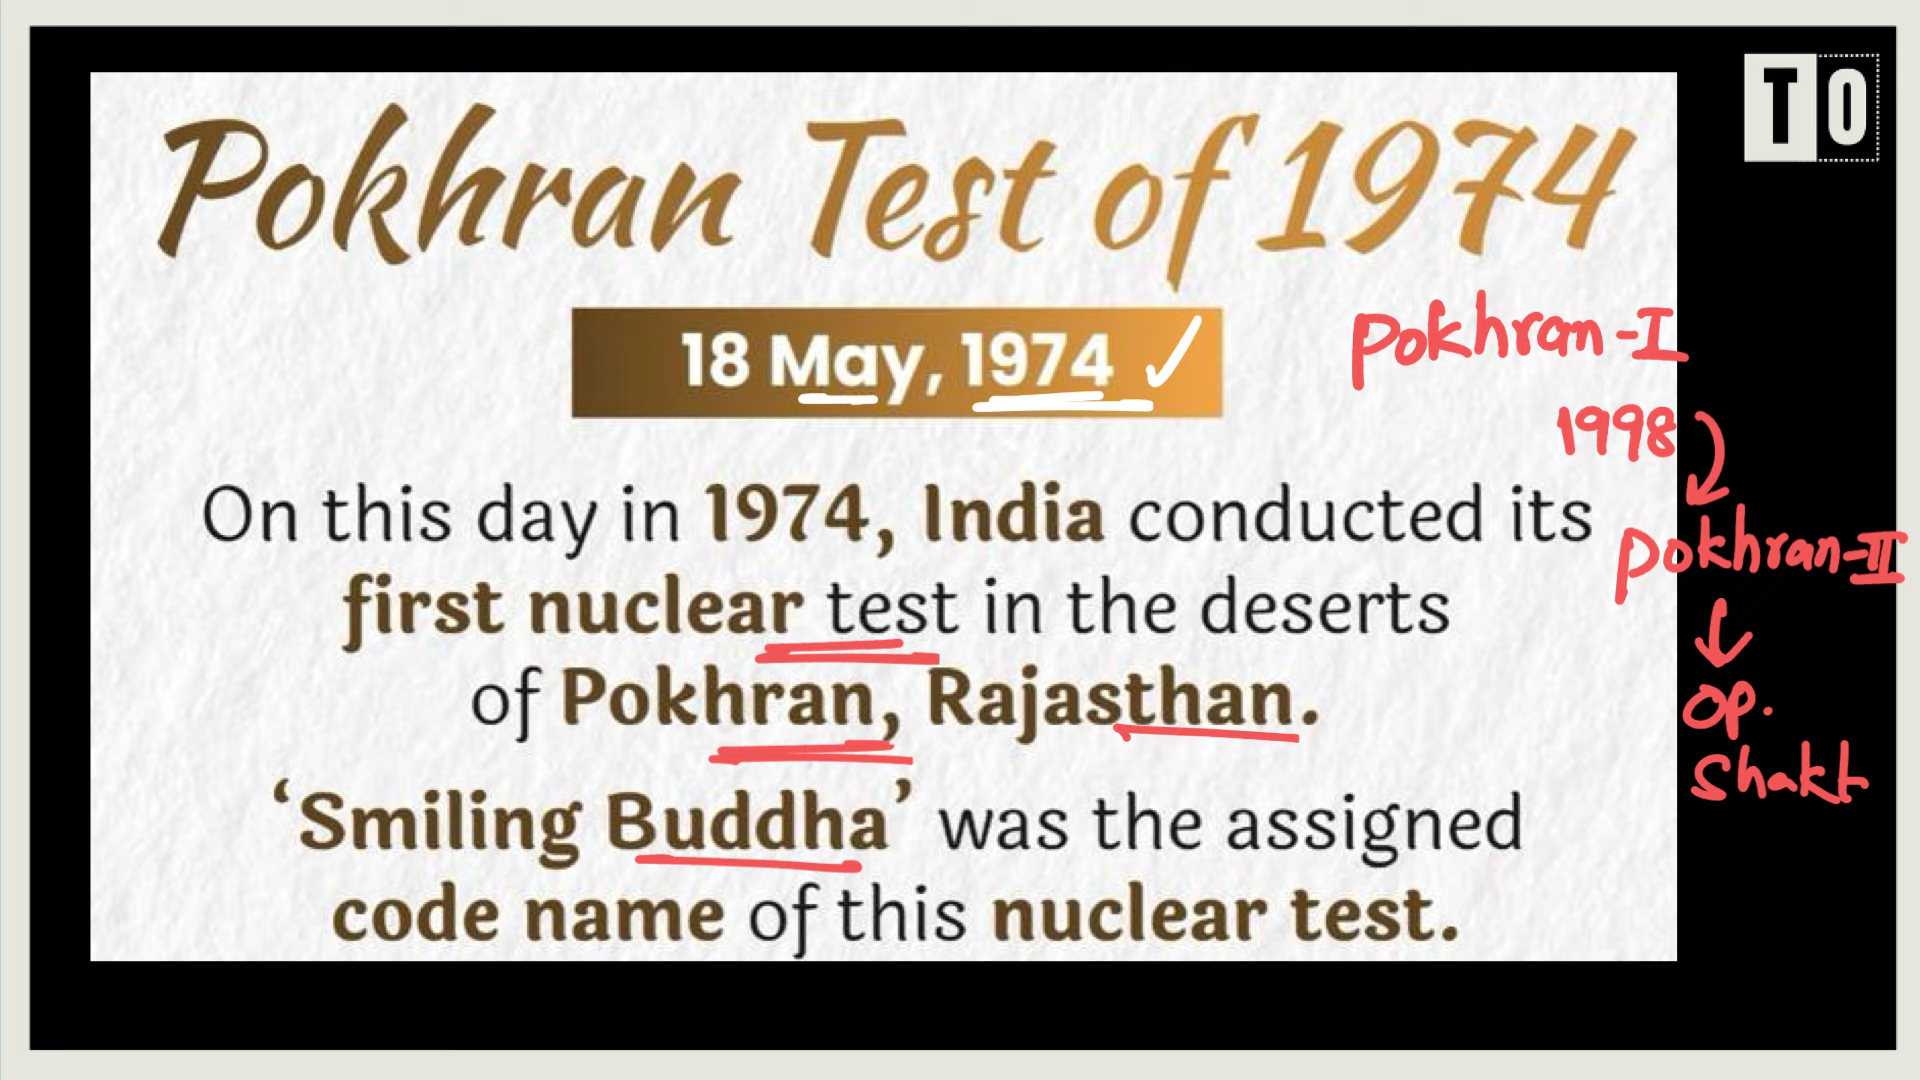 TO
Pokhran Test of 1974
18 May, 1974
Pokhran-I
1998
On this day in 1974, India conducted its
Pokhran-II
first nuclear test in the deserts
of Pokhran, Rajasthan.
Op.
Shakti
‘Smiling Buddha’ was the assigned
code name of this nuclear test.